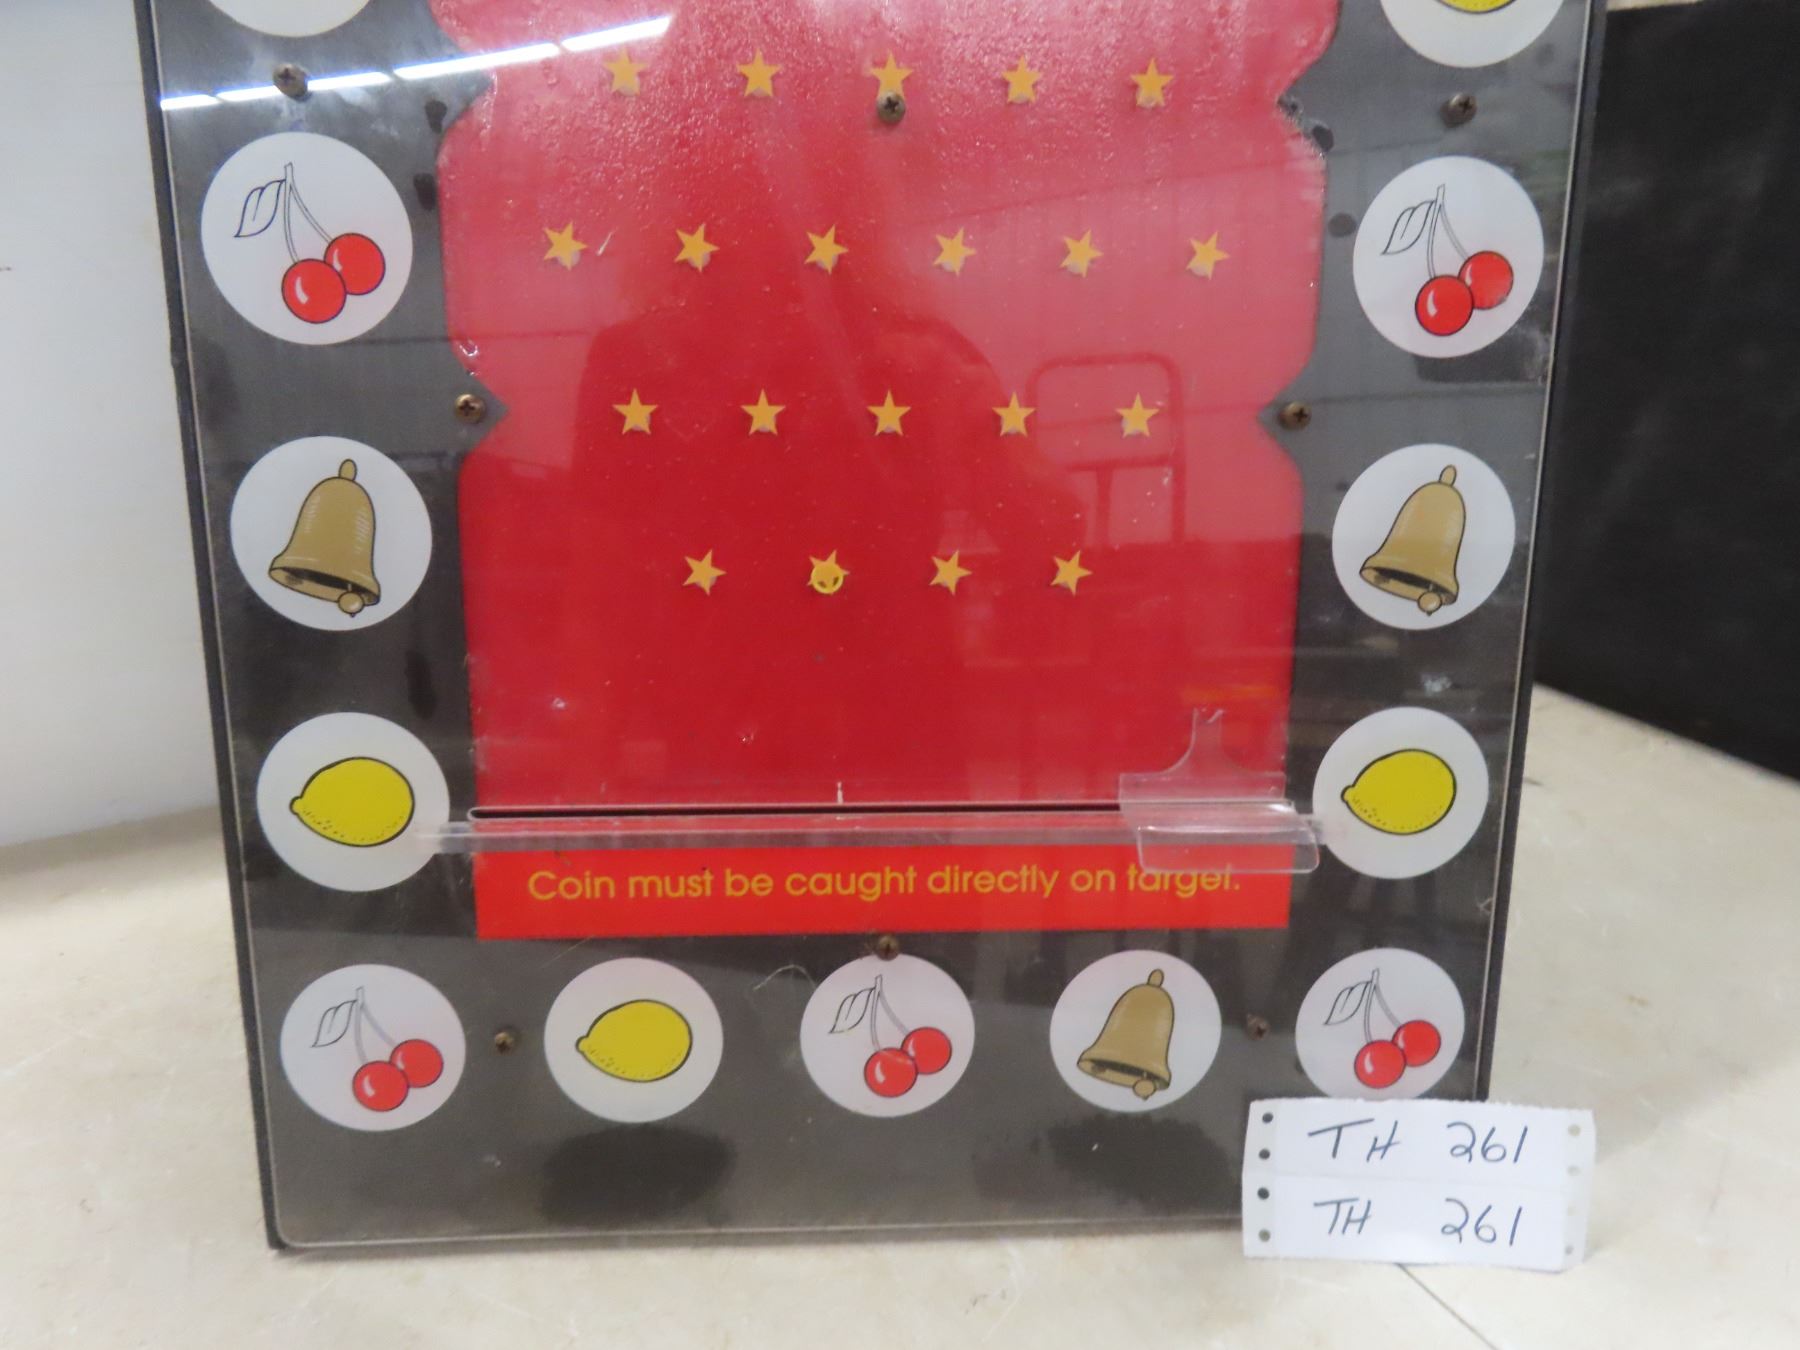 Coin must be caught directly on target.
TH 261
TH 261